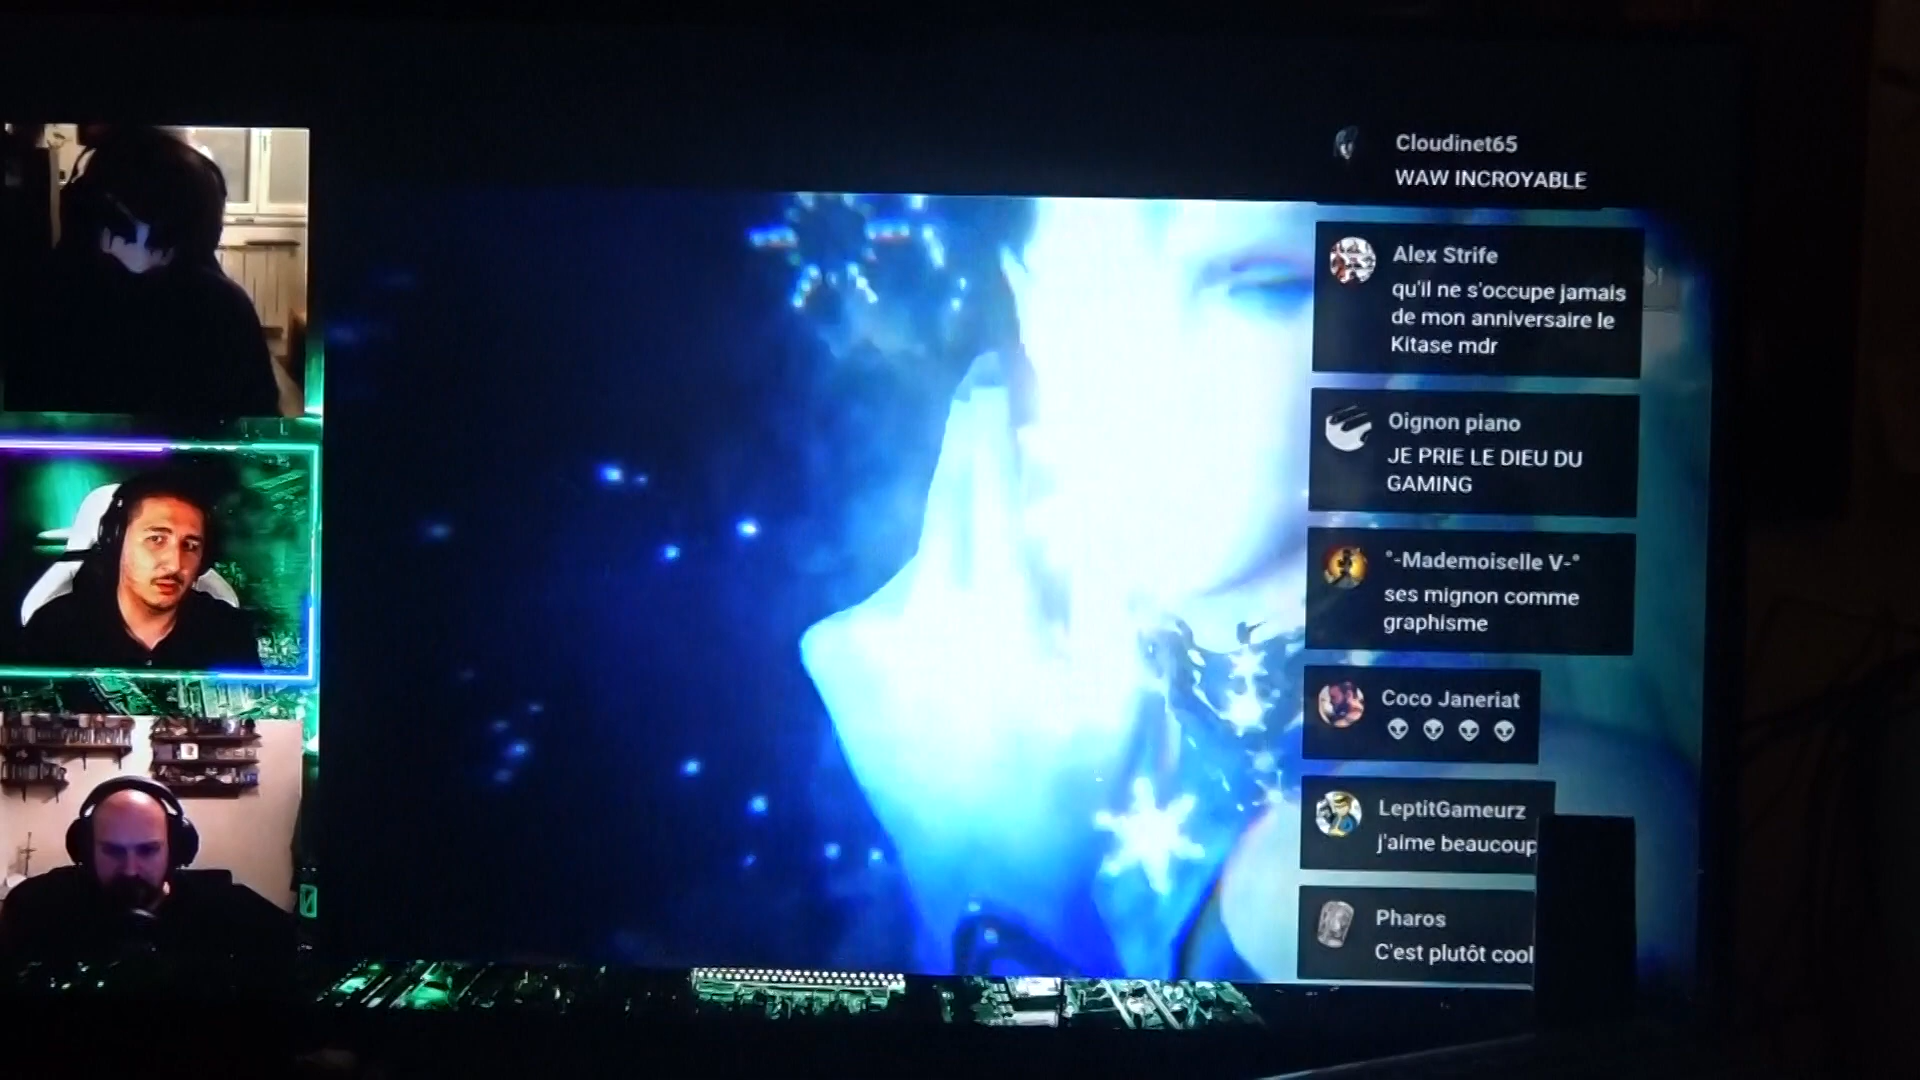 Cloudinet65
WAW INCROYABLE
Alex Strife
qu'il ne s'occupe jamais
de mon anniversaire le
Kitase mdr
Oignon piano
JE PRIE LE DIEU DU
GAMING
°-Mademoiselle V-°
ses mignon comme
graphisme
Coco Janeriat
👽 👽 👽 👽
LeptitGameurz
j'aime beaucoup
Pharos
C'est plutôt cool